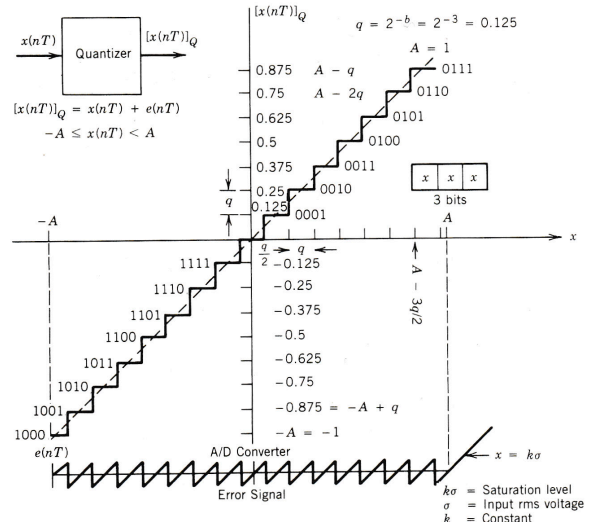 [x(nT)]_Q
q = 2^{-b} = 2^{-3} = 0.125
x(nT)
Quantizer
[x(nT)]_Q
[x(nT)]_Q = x(nT) + e(nT)
-A ≤ x(nT) < A
A = 1
0.875
A - q
0111
0.75
A - 2q
0110
0.625
0101
0.5
0100
0.375
0011
x x x
3 bits
0.25
0010
q
0.125
0001
-A
A
x
q/2
q
A - 3q/2
1111
-0.125
1110
-0.25
1101
-0.375
1100
-0.5
1011
-0.625
1010
-0.75
1001
-0.875 = -A + q
1000
-A = -1
e(nT)
A/D Converter
x = kσ
Error Signal
kσ = Saturation level
σ = Input rms voltage
k = Constant